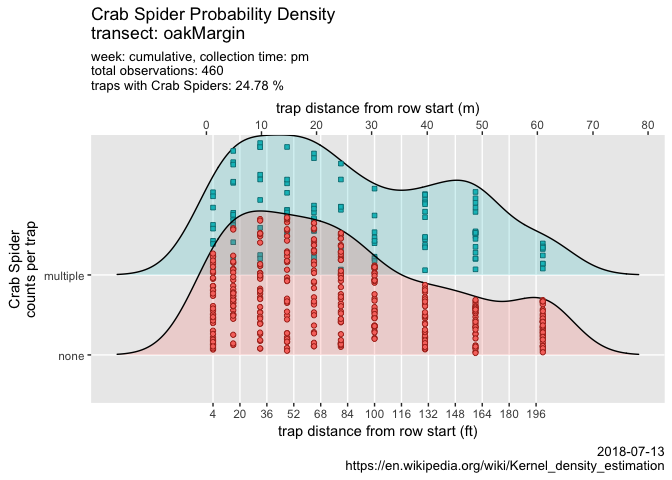 Crab Spider Probability Density
transect: oakMargin
week: cumulative, collection time: pm
total observations: 460
traps with Crab Spiders: 24.78 %
trap distance from row start (m)
0 10 20 30 40 50 60 70 80
Crab Spider
counts per trap
multiple
none
4 20 36 52 68 84 100 116 132 148 164 180 196
trap distance from row start (ft)
2018-07-13
https://en.wikipedia.org/wiki/Kernel_density_estimation